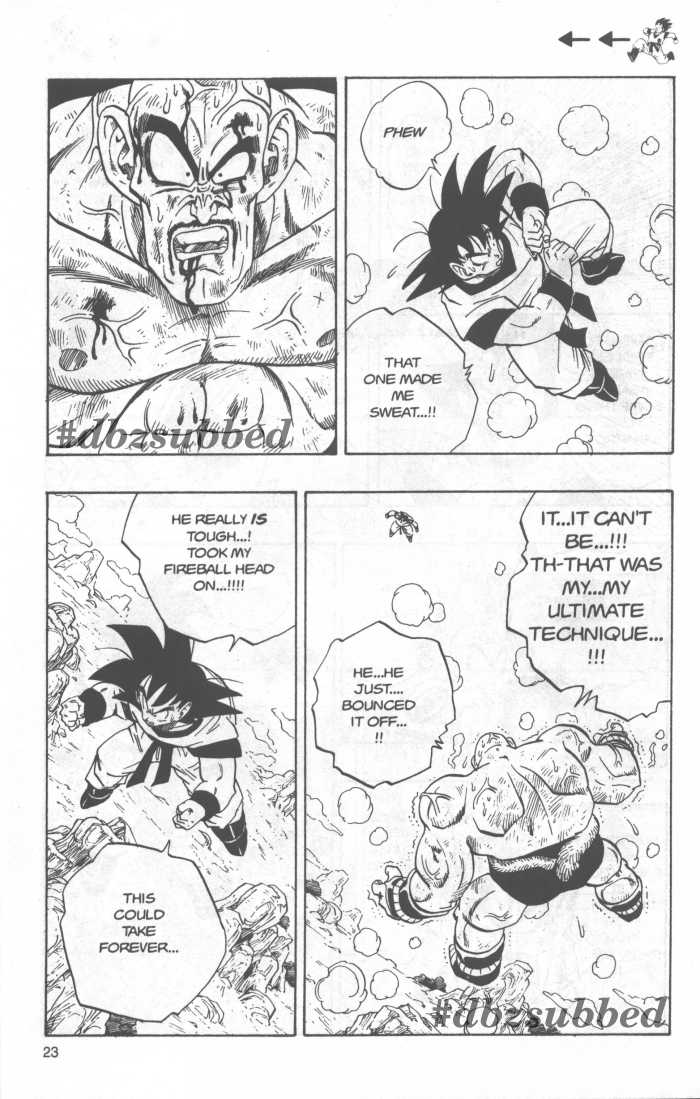 PHEW
THAT
ONE MADE
ME
SWEAT...!!
#dbzsubbed
IT...IT CAN'T
BE...!!!
TH-THAT WAS
MY...MY
ULTIMATE
TECHNIQUE...
!!!
HE...HE
JUST....
BOUNCED
IT OFF...
!!
#dbzsubbed
HE REALLY IS
TOUGH...!
TOOK MY
FIREBALL HEAD
ON...!!!!
THIS
COULD
TAKE
FOREVER...
23